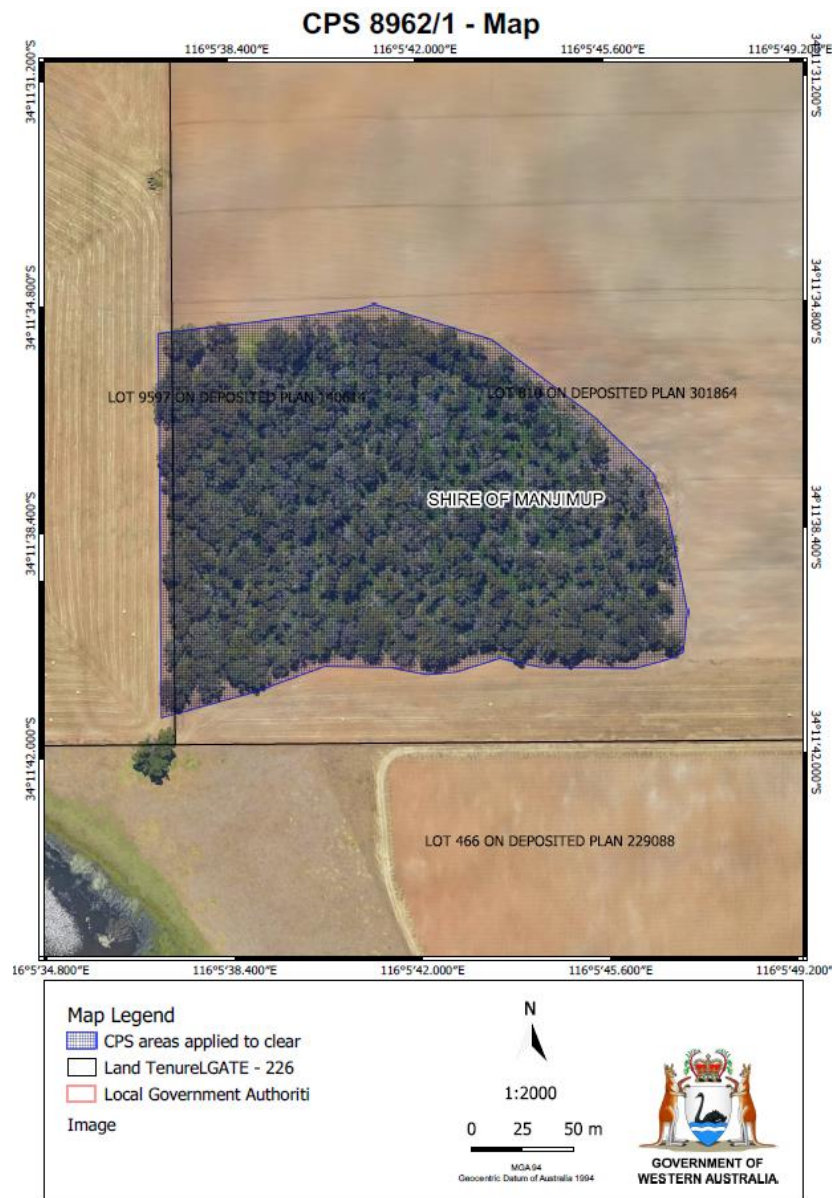 CPS 8962/1 - Map
116°5'38.400"E 116°5'42.000"E 116°5'45.600"E 116°5'49.200"E
34°11'31.200"S 34°11'31.200"S
34°11'34.800"S 34°11'34.800"S
LOT 9597 ON DEPOSITED PLAN 140614 LOT 810 ON DEPOSITED PLAN 301864
SHIRE OF MANJIMUP
34°11'38.400"S 34°11'38.400"S
34°11'42.000"S 34°11'42.000"S
LOT 466 ON DEPOSITED PLAN 229088
16°5'34.800"E 116°5'38.400"E 116°5'42.000"E 116°5'45.600"E 116°5'49.200"E
Map Legend
CPS areas applied to clear
Land TenureLGATE - 226
Local Government Authoriti
Image
N
1:2000
0 25 50 m
MGA 94
Geocentric Datum of Australia 1994
GOVERNMENT OF
WESTERN AUSTRALIA